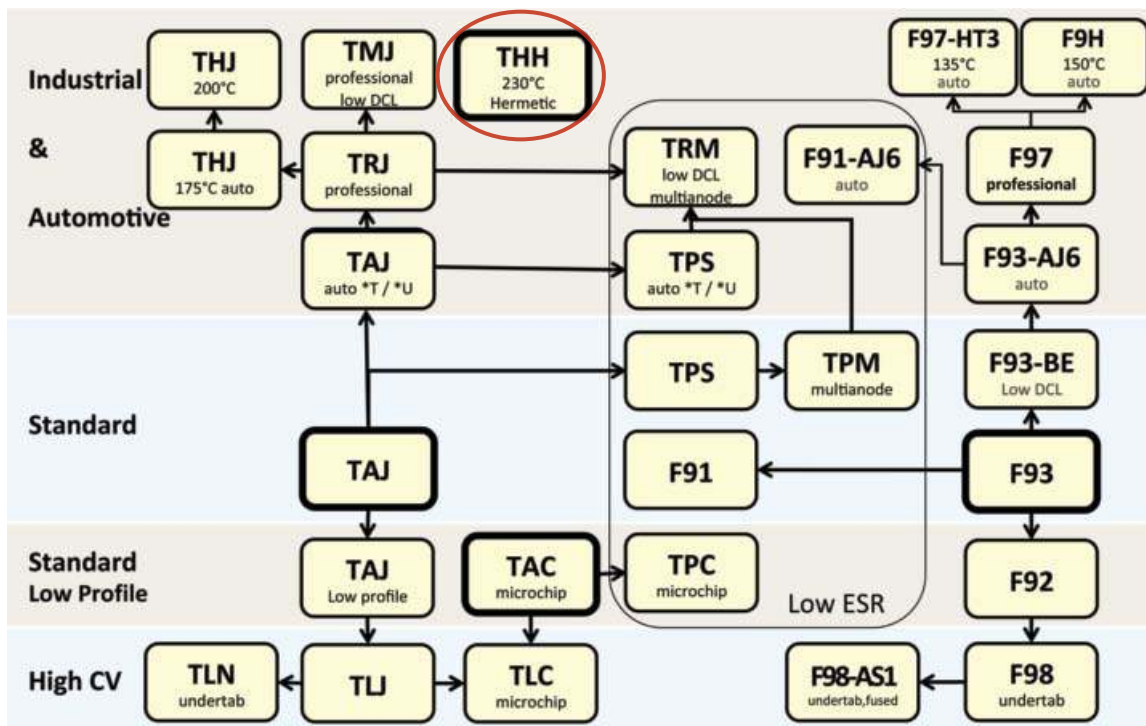 Industrial
&
Automotive
THJ
200°C
TMJ
professional
low DCL
THH
230°C
Hermetic
F97-HT3
135°C
auto
F9H
150°C
auto
THJ
175°C auto
TRJ
professional
TRM
low DCL
multianode
F91-AJ6
auto
F97
professional
TAJ
auto *T / *U
TPS
auto *T / *U
F93-AJ6
auto
Standard
TPS
TPM
multianode
F93-BE
Low DCL
TAJ
F91
F93
Standard
Low Profile
TAJ
Low profile
TAC
microchip
TPC
microchip
Low ESR
F92
High CV
TLN
undertab
TLJ
TLC
microchip
F98-AS1
undertab,fused
F98
undertab